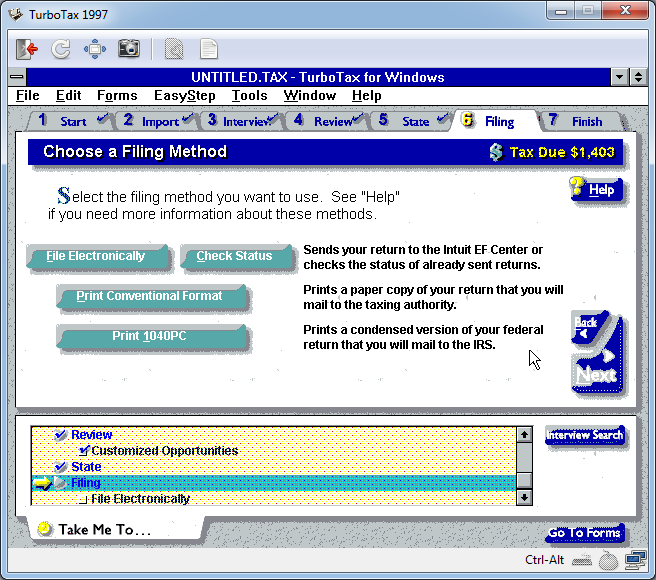 TurboTax 1997
UNTITLED.TAX - TurboTax for Windows
File Edit Forms EasyStep Tools Window Help
1 Start 2 Import 3 Interview 4 Review 5 State 6 Filing 7 Finish
Choose a Filing Method
$ Tax Due $1,403
Select the filing method you want to use. See "Help"
if you need more information about these methods.
? Help
File Electronically
Check Status
Sends your return to the Intuit EF Center or
checks the status of already sent returns.
Print Conventional Format
Prints a paper copy of your return that you will
mail to the taxing authority.
Print 1040PC
Prints a condensed version of your federal
return that you will mail to the IRS.
Back
Next
Review
Customized Opportunities
State
Filing
File Electronically
Interview Search
Take Me To...
Go To Forms
Ctrl-Alt